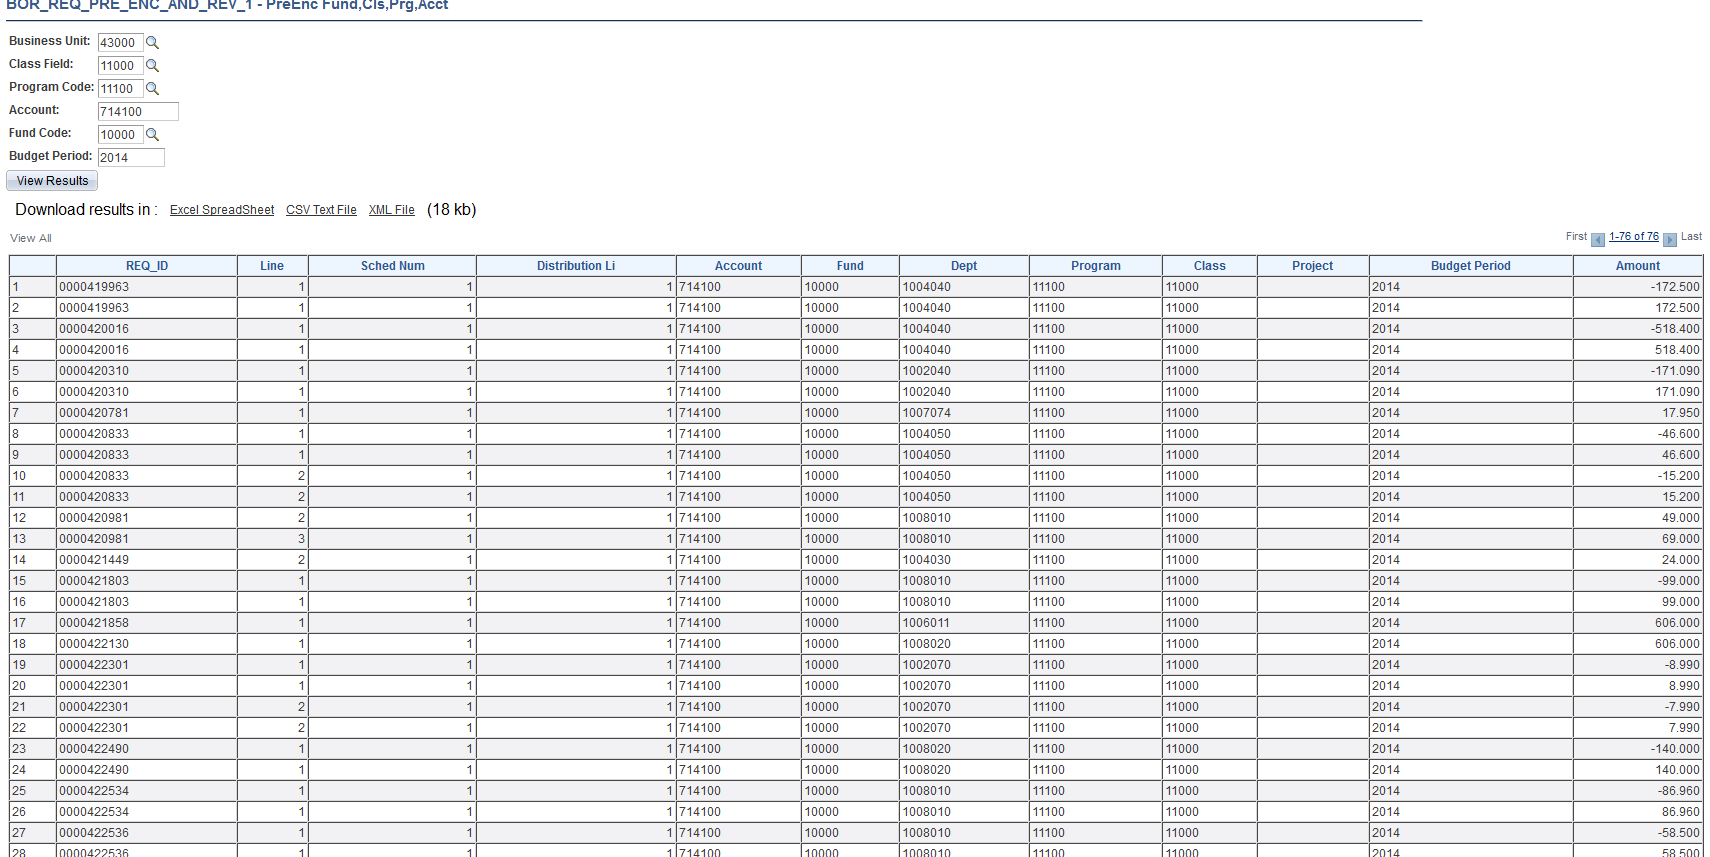 BOR_REQ_PRE_ENC_AND_REV_1 - PreEnc Fund,Cls,Prg,Acct
Business Unit: 43000
Class Field: 11000
Program Code: 11100
Account: 714100
Fund Code: 10000
Budget Period: 2014
View Results
Download results in : Excel SpreadSheet CSV Text File XML File (18 kb)
View All First 1-76 of 76 Last
REQ_ID Line Sched Num Distribution Li Account Fund Dept Program Class Project Budget Period Amount
1 0000419963 1 1 1 714100 10000 1004040 11100 11000 2014 -172.500
2 0000419963 1 1 1 714100 10000 1004040 11100 11000 2014 172.500
3 0000420016 1 1 1 714100 10000 1004040 11100 11000 2014 -518.400
4 0000420016 1 1 1 714100 10000 1004040 11100 11000 2014 518.400
5 0000420310 1 1 1 714100 10000 1002040 11100 11000 2014 -171.090
6 0000420310 1 1 1 714100 10000 1002040 11100 11000 2014 171.090
7 0000420781 1 1 1 714100 10000 1007074 11100 11000 2014 17.950
8 0000420833 1 1 1 714100 10000 1004050 11100 11000 2014 -46.600
9 0000420833 1 1 1 714100 10000 1004050 11100 11000 2014 46.600
10 0000420833 2 1 1 714100 10000 1004050 11100 11000 2014 -15.200
11 0000420833 2 1 1 714100 10000 1004050 11100 11000 2014 15.200
12 0000420981 2 1 1 714100 10000 1008010 11100 11000 2014 49.000
13 0000420981 3 1 1 714100 10000 1008010 11100 11000 2014 69.000
14 0000421449 2 1 1 714100 10000 1004030 11100 11000 2014 24.000
15 0000421803 1 1 1 714100 10000 1008010 11100 11000 2014 -99.000
16 0000421803 1 1 1 714100 10000 1008010 11100 11000 2014 99.000
17 0000421858 1 1 1 714100 10000 1006011 11100 11000 2014 606.000
18 0000422130 1 1 1 714100 10000 1008020 11100 11000 2014 606.000
19 0000422301 1 1 1 714100 10000 1002070 11100 11000 2014 -8.990
20 0000422301 1 1 1 714100 10000 1002070 11100 11000 2014 8.990
21 0000422301 2 1 1 714100 10000 1002070 11100 11000 2014 -7.990
22 0000422301 2 1 1 714100 10000 1002070 11100 11000 2014 7.990
23 0000422490 1 1 1 714100 10000 1008020 11100 11000 2014 -140.000
24 0000422490 1 1 1 714100 10000 1008020 11100 11000 2014 140.000
25 0000422534 1 1 1 714100 10000 1008010 11100 11000 2014 -86.960
26 0000422534 1 1 1 714100 10000 1008010 11100 11000 2014 86.960
27 0000422536 1 1 1 714100 10000 1008010 11100 11000 2014 -58.500
28 0000422536 1 1 1 714100 10000 1008010 11100 11000 2014 58.500